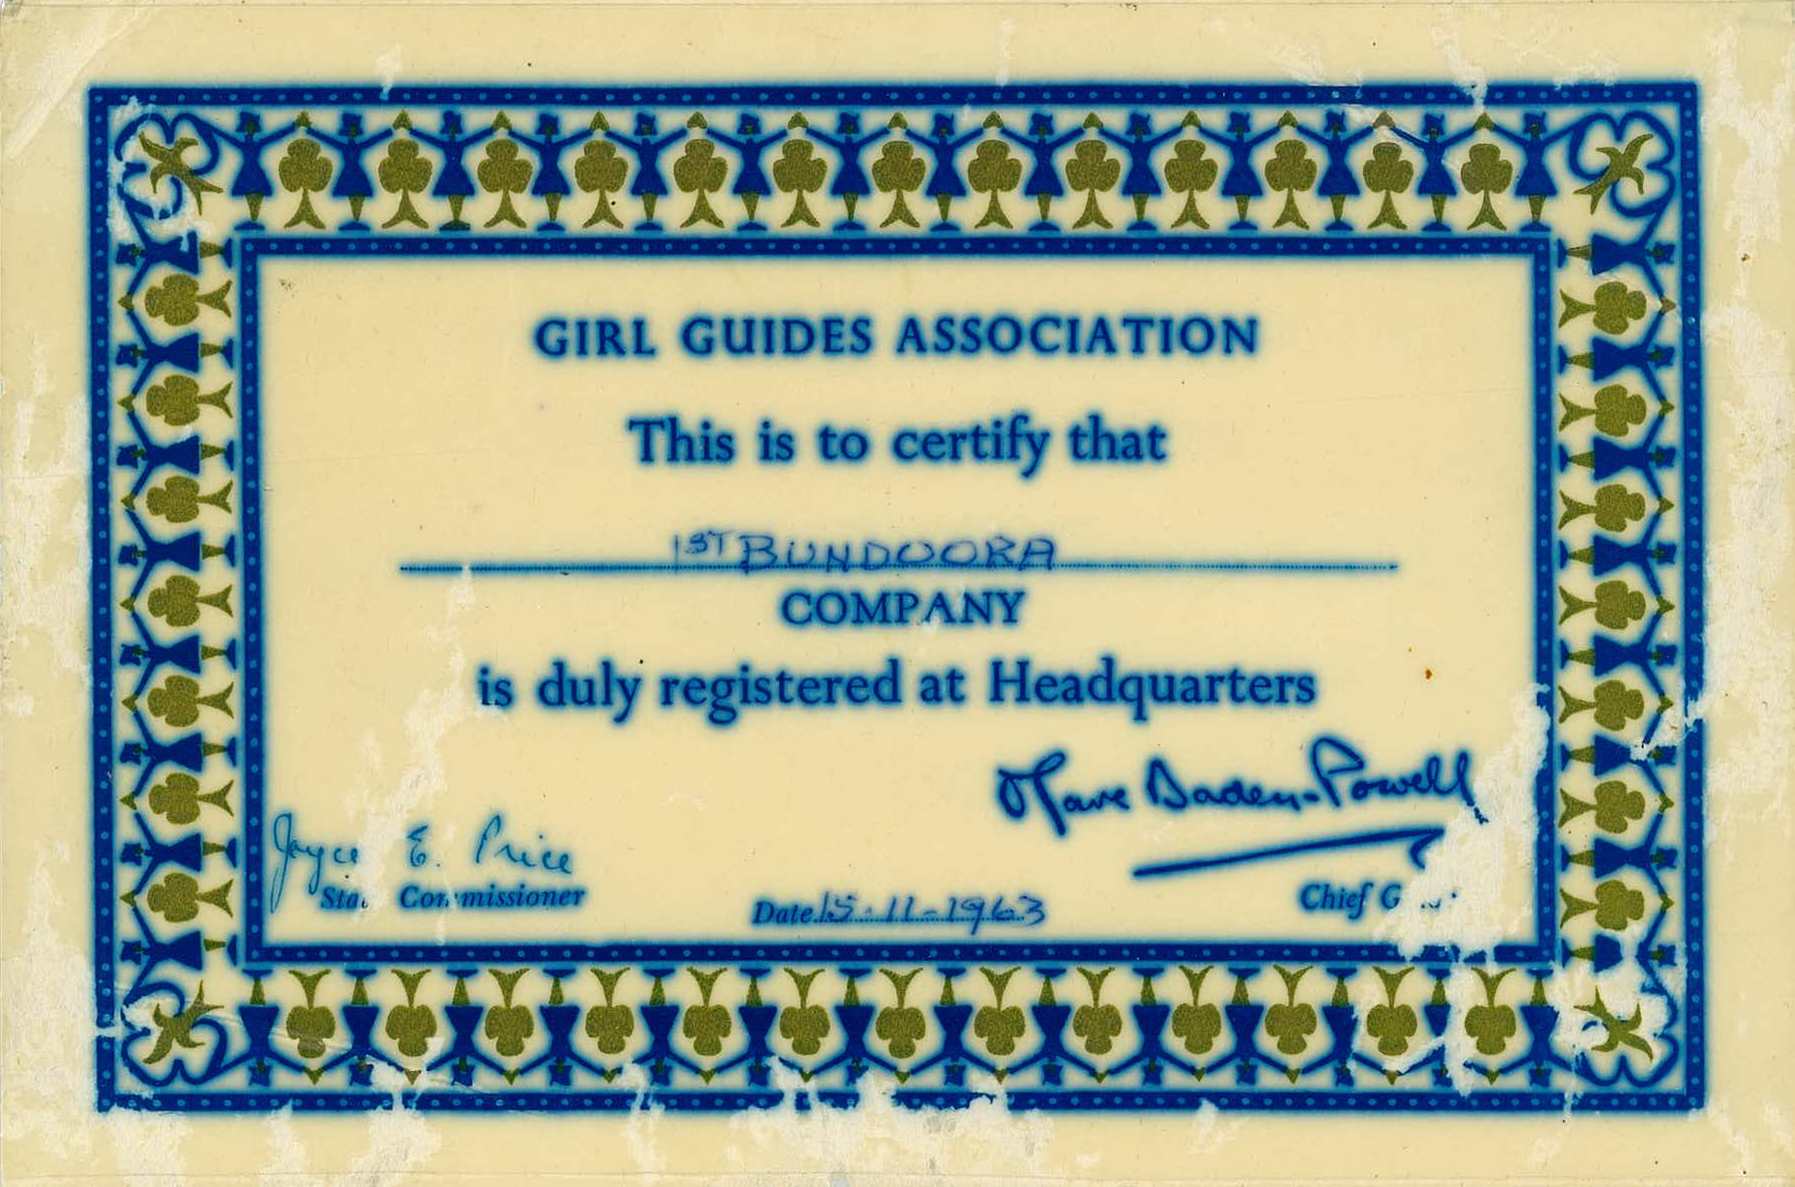 GIRL GUIDES ASSOCIATION
This is to certify that
1ST BUNDOORA
COMPANY
is duly registered at Headquarters
Olave Baden-Powell
Joyce E. Price
State Commissioner
Date 15-11-1963
Chief